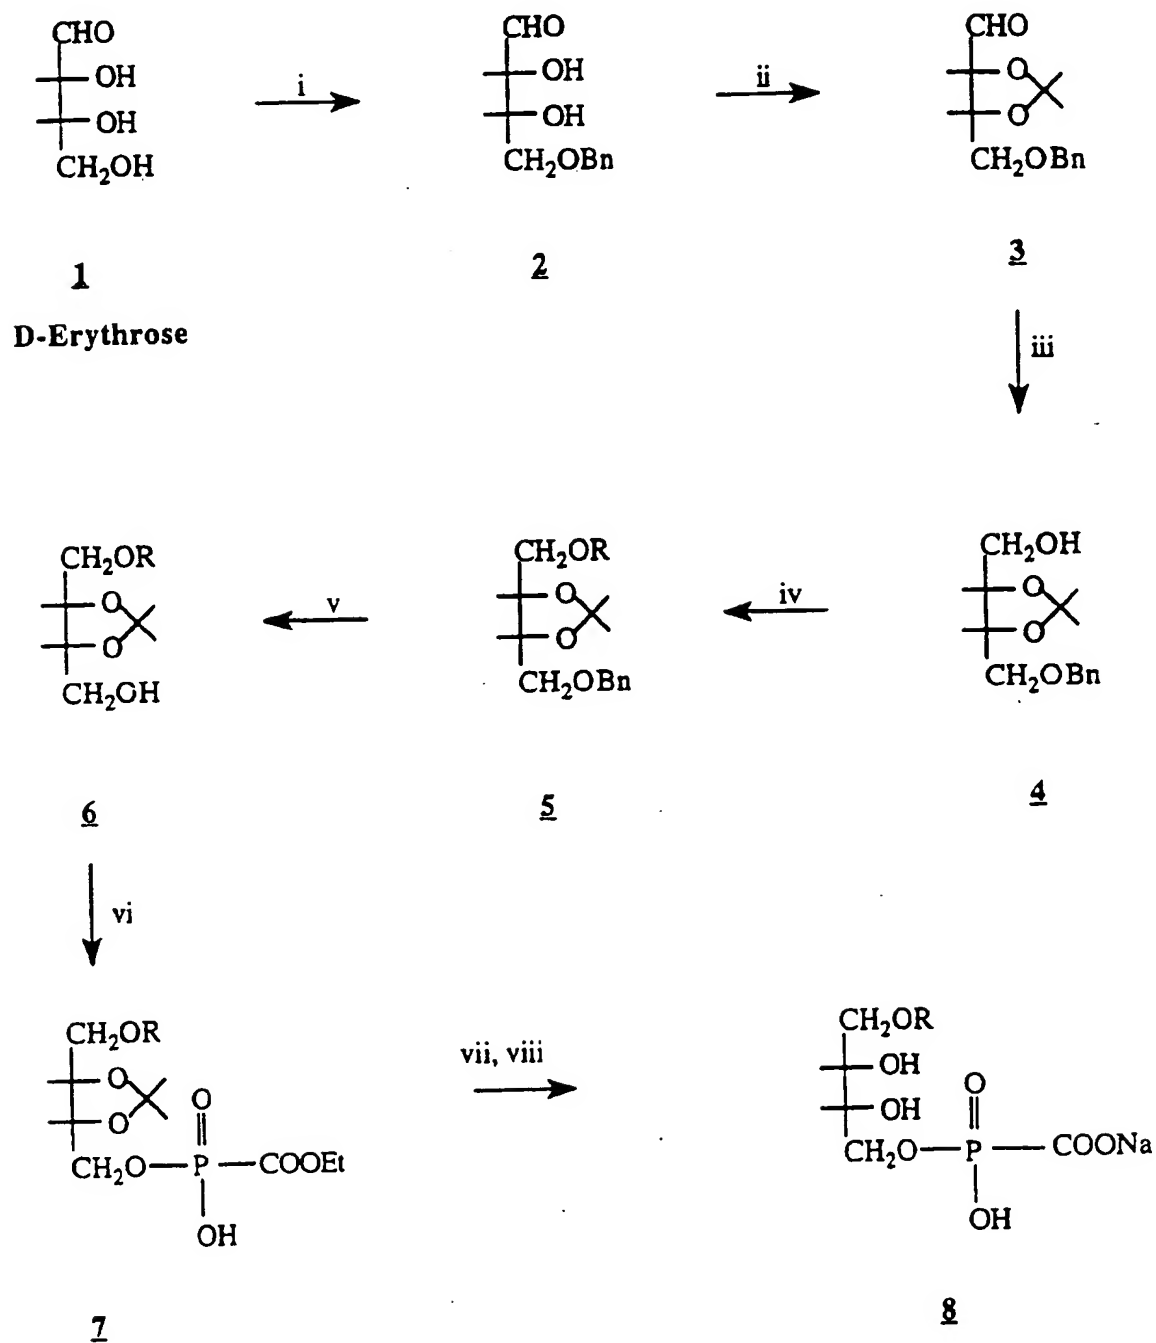 CHO
OH
OH
CH₂OH
1
D-Erythrose
i
CHO
OH
OH
CH₂OBn
2
ii
CHO
O
O
CH₂OBn
3
iii
CH₂OH
O
O
CH₂OBn
4
iv
CH₂OR
O
O
CH₂OBn
5
v
CH₂OR
O
O
CH₂OH
6
vi
CH₂OR
O
O
O
CH₂O P COOEt
OH
7
vii, viii
CH₂OR
OH
OH
O
CH₂O P COONa
OH
8